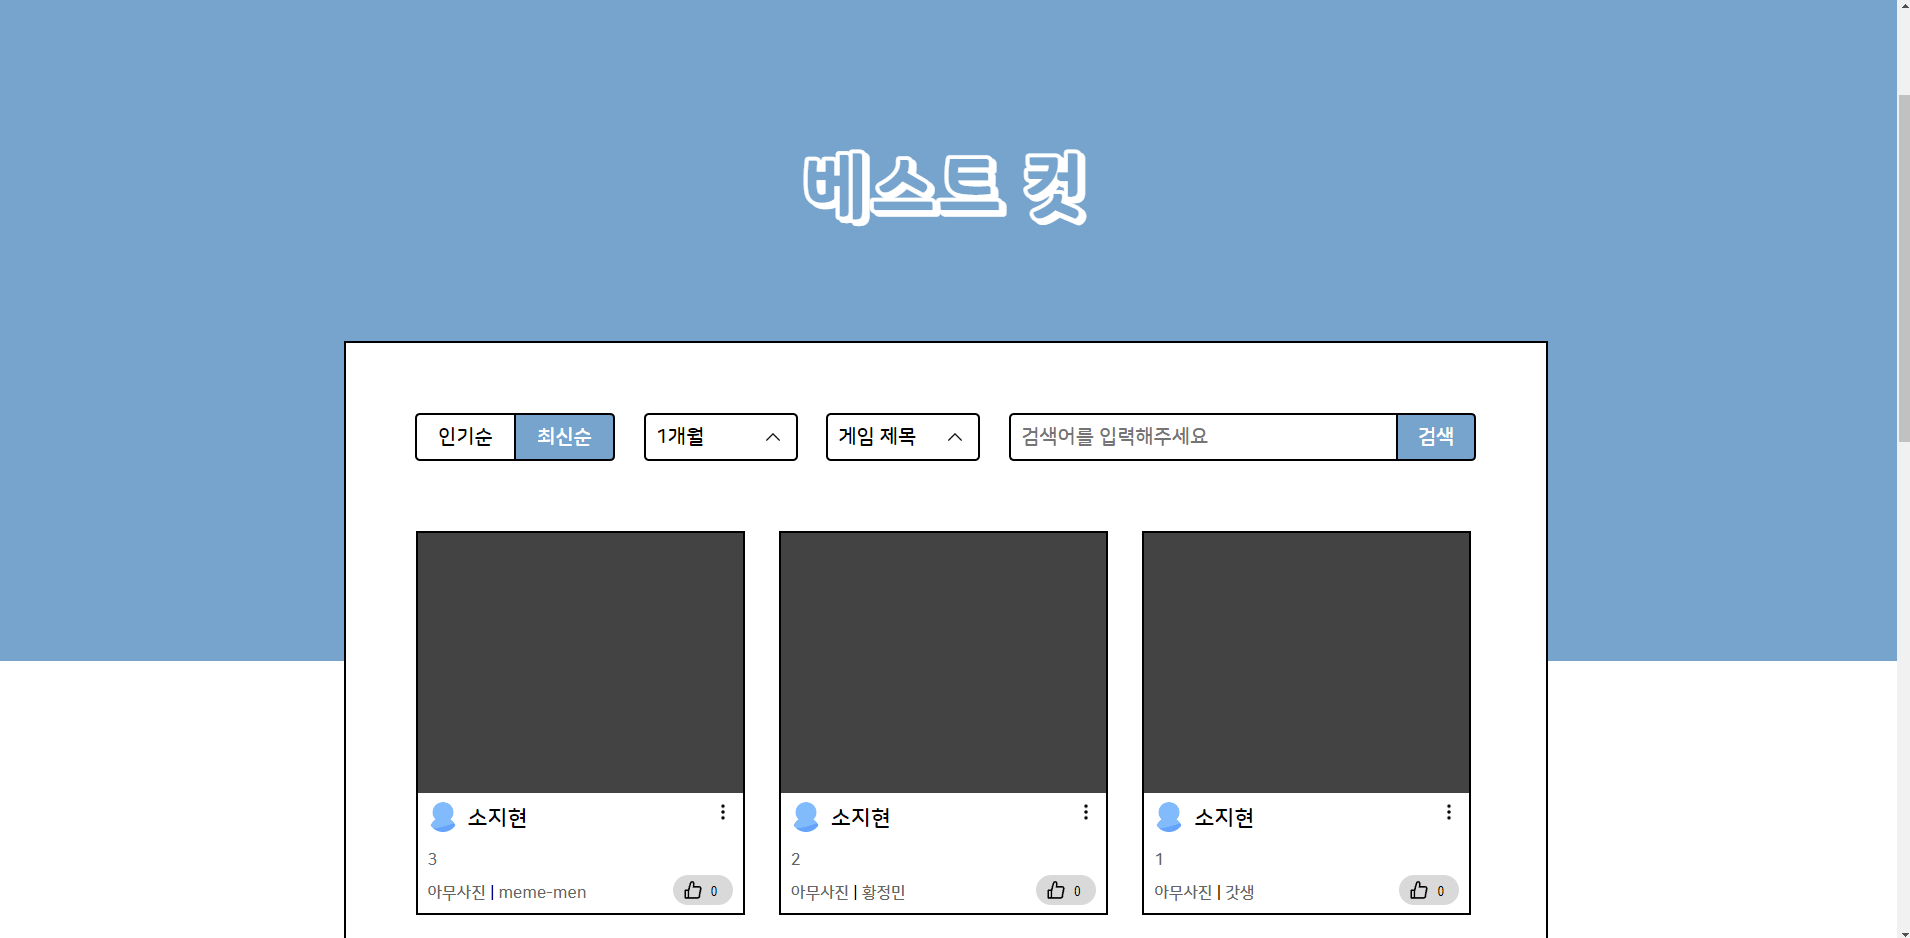 베스트 컷
인기순 최신순 1개월 게임 제목 검색어를 입력해주세요 검색
소지현
3
아무사진 | meme-men 0
소지현
2
아무사진 | 황정민 0
소지현
1
아무사진 | 갓생 0